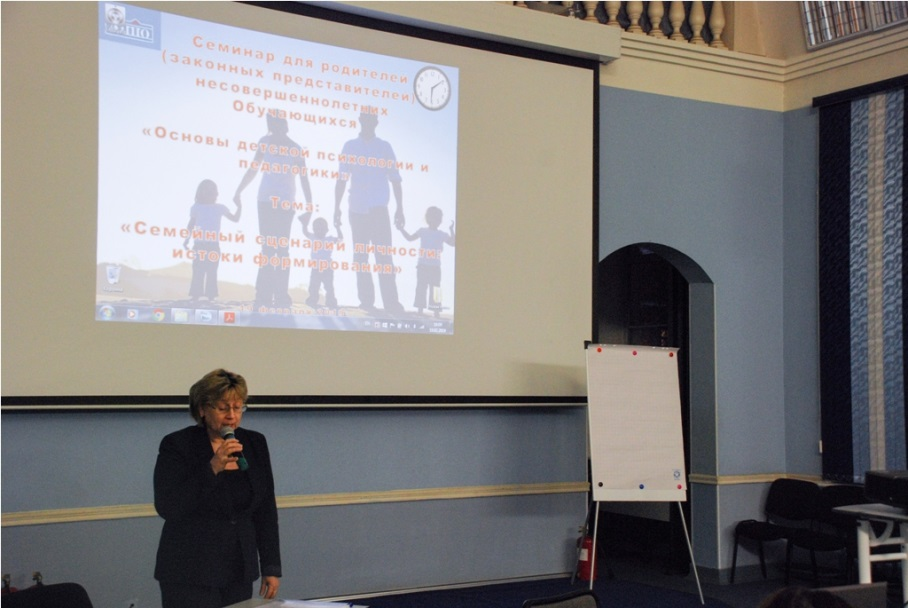 Семинар для родителей
(законных представителей)
несовершеннолетних
Обучающихся
«Основы детской психологии и
педагогики»
Тема:
«Семейный сценарий личности:
истоки формирования»